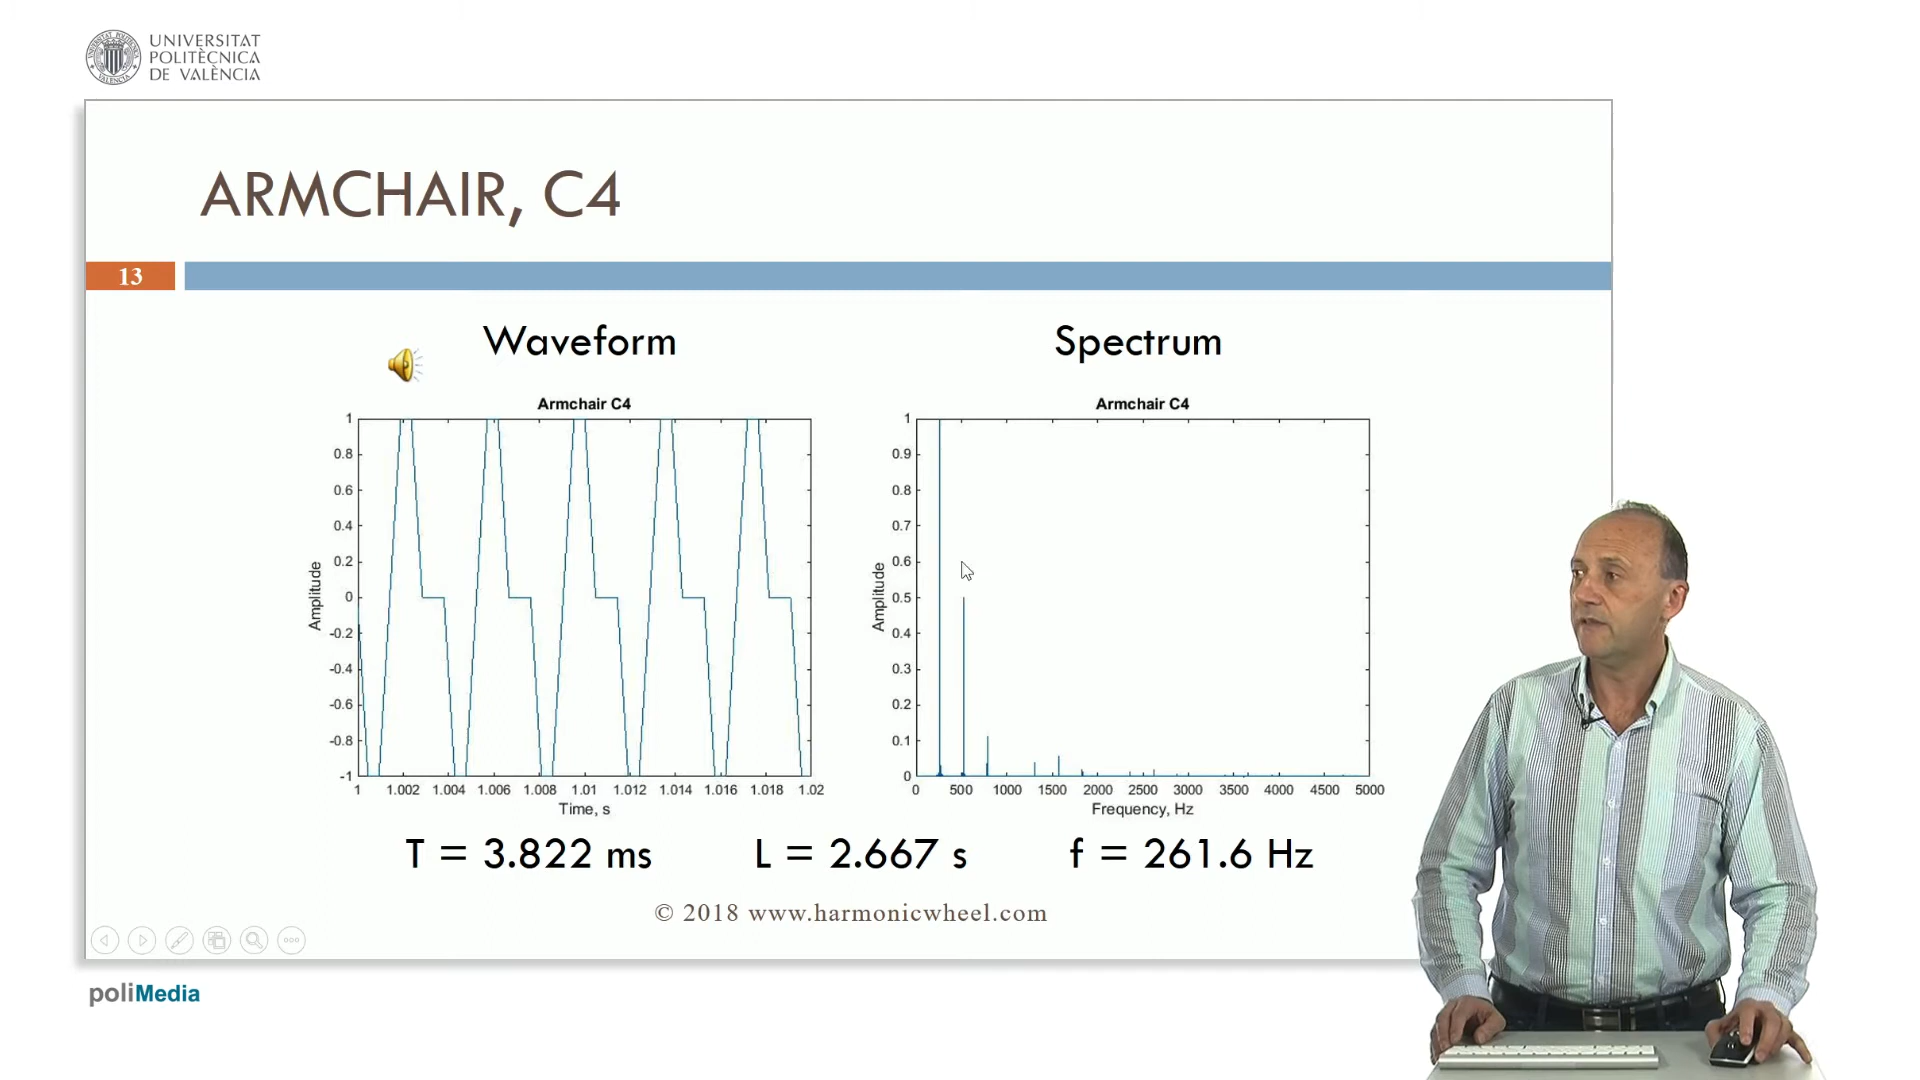 UNIVERSITAT
POLITÈCNICA
DE VALÈNCIA
ARMCHAIR, C4
13
Waveform
Spectrum
Armchair C4
1
0.8
0.6
0.4
0.2
0
-0.2
-0.4
-0.6
-0.8
-1
Amplitude
1 1.002 1.004 1.006 1.008 1.01 1.012 1.014 1.016 1.018 1.02
Time, s
Armchair C4
1
0.9
0.8
0.7
0.6
0.5
0.4
0.3
0.2
0.1
0
Amplitude
0 500 1000 1500 2000 2500 3000 3500 4000 4500 5000
Frequency, Hz
T = 3.822 ms
L = 2.667 s
f = 261.6 Hz
© 2018 www.harmonicwheel.com
poliMedia